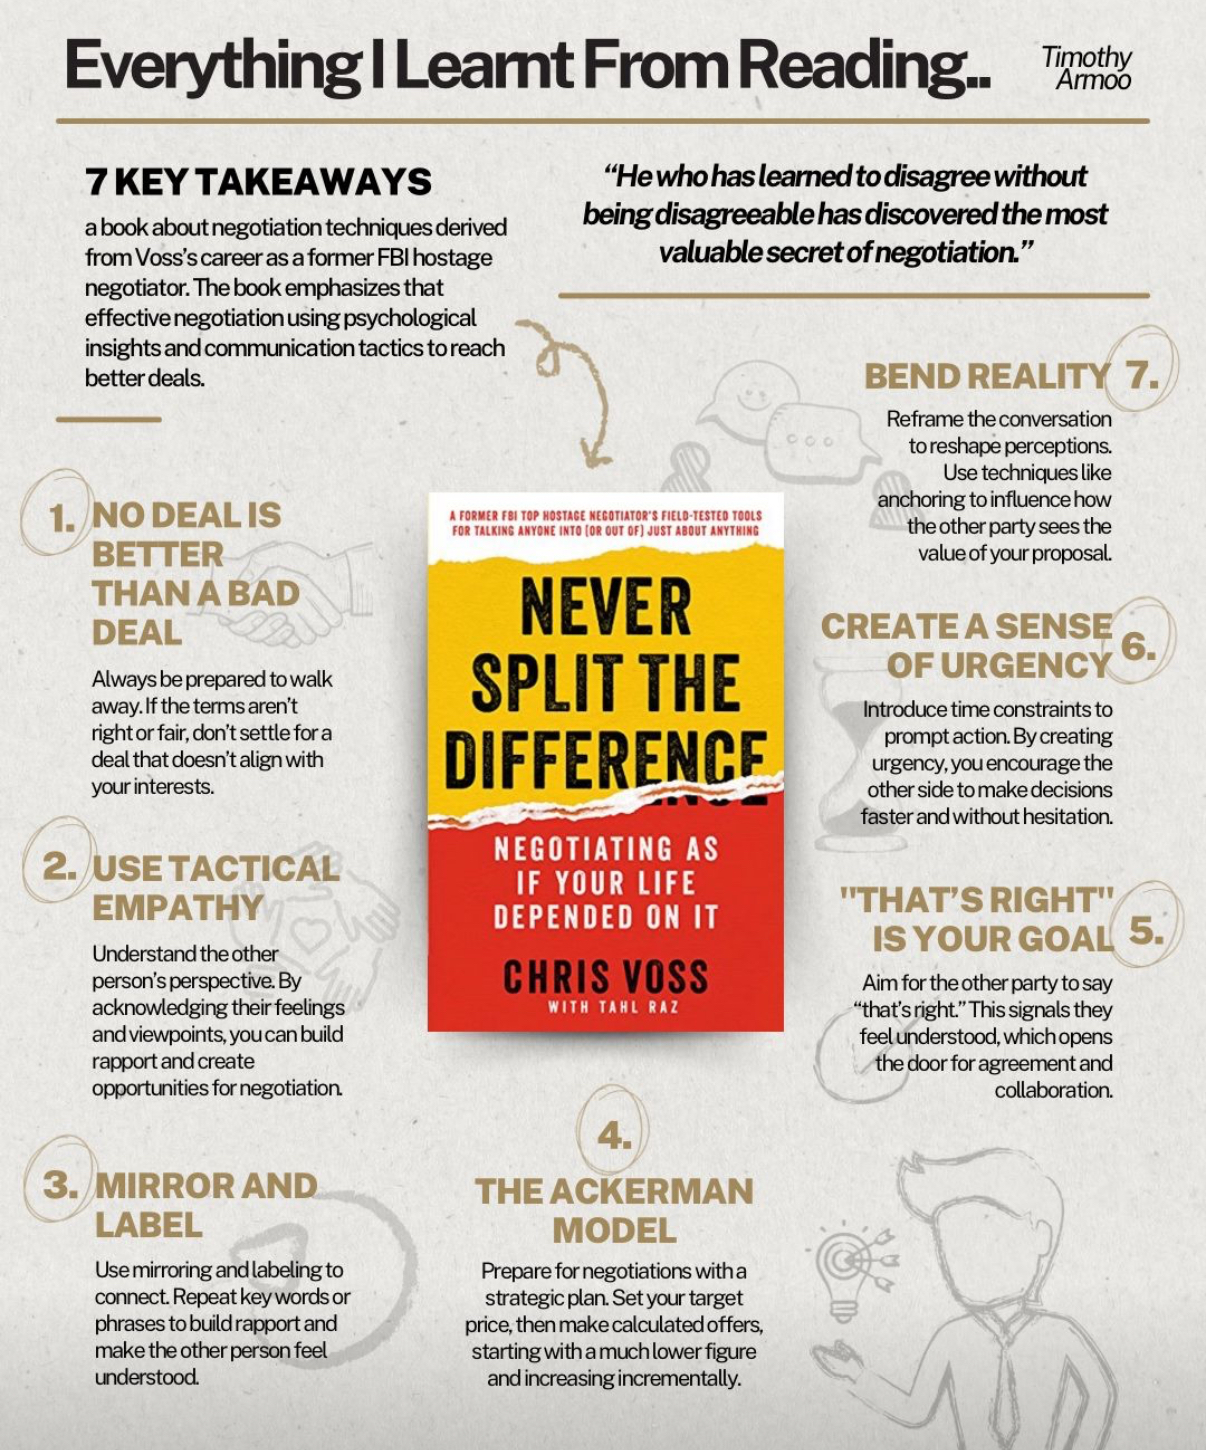 Everything I Learnt From Reading..
Timothy
Armoo
7 KEY TAKEAWAYS
a book about negotiation techniques derived
from Voss’s career as a former FBI hostage
negotiator. The book emphasizes that
effective negotiation using psychological
insights and communication tactics to reach
better deals.
“He who has learned to disagree without
being disagreeable has discovered the most
valuable secret of negotiation.”
1. NO DEAL IS
BETTER
THAN A BAD
DEAL
Always be prepared to walk
away. If the terms aren’t
right or fair, don’t settle for a
deal that doesn’t align with
your interests.
2. USE TACTICAL
EMPATHY
Understand the other
person’s perspective. By
acknowledging their feelings
and viewpoints, you can build
rapport and create
opportunities for negotiation.
3. MIRROR AND
LABEL
Use mirroring and labeling to
connect. Repeat key words or
phrases to build rapport and
make the other person feel
understood.
A FORMER FBI TOP HOSTAGE NEGOTIATOR’S FIELD-TESTED TOOLS
FOR TALKING ANYONE INTO (OR OUT OF) JUST ABOUT ANYTHING
NEVER
SPLIT THE
DIFFERENCE
NEGOTIATING AS
IF YOUR LIFE
DEPENDED ON IT
CHRIS VOSS
WITH TAHL RAZ
4.
THE ACKERMAN
MODEL
Prepare for negotiations with a
strategic plan. Set your target
price, then make calculated offers,
starting with a much lower figure
and increasing incrementally.
"THAT’S RIGHT"
IS YOUR GOAL 5.
Aim for the other party to say
“that’s right.” This signals they
feel understood, which opens
the door for agreement and
collaboration.
CREATE A SENSE
OF URGENCY 6.
Introduce time constraints to
prompt action. By creating
urgency, you encourage the
other side to make decisions
faster and without hesitation.
BEND REALITY 7.
Reframe the conversation
to reshape perceptions.
Use techniques like
anchoring to influence how
the other party sees the
value of your proposal.